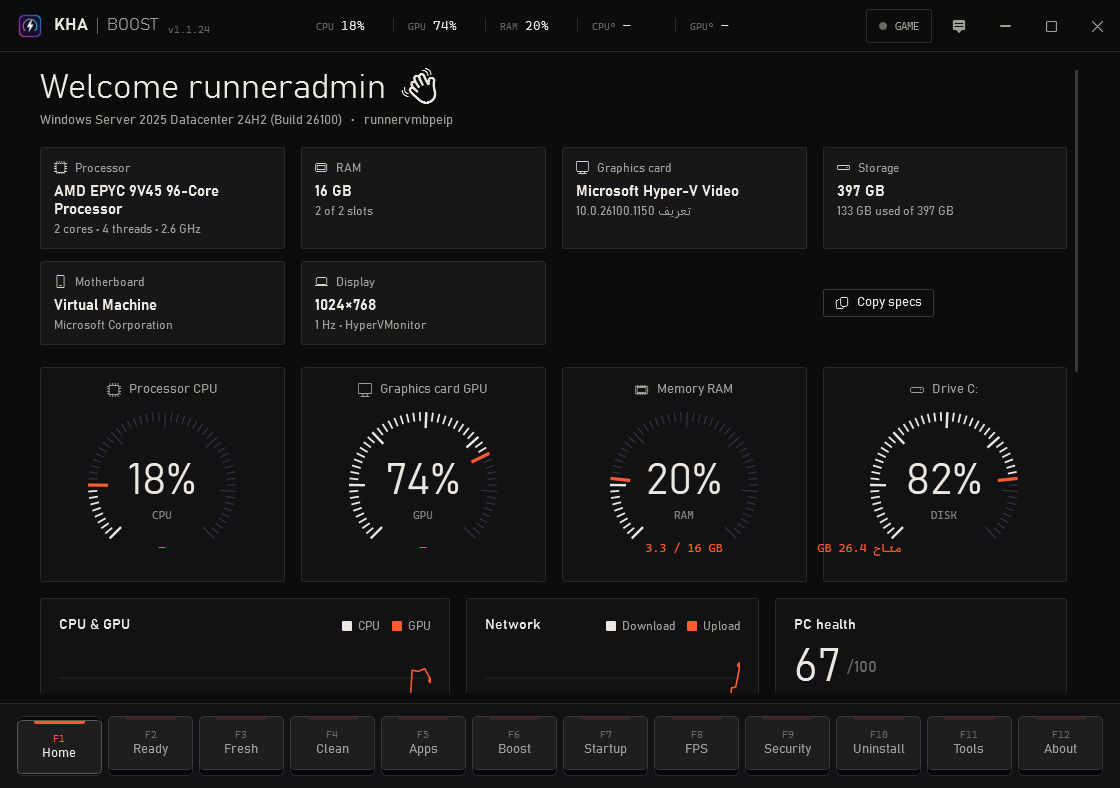 KHA | BOOST v1.1.24
CPU 18% GPU 74% RAM 20% CPU° — GPU° —
GAME
Welcome runneradmin
Windows Server 2025 Datacenter 24H2 (Build 26100) • runnervmbpeip
Processor
AMD EPYC 9V45 96-Core
Processor
2 cores • 4 threads • 2.6 GHz
RAM
16 GB
2 of 2 slots
Graphics card
Microsoft Hyper-V Video
تعريف 10.0.26100.1150
Storage
397 GB
133 GB used of 397 GB
Motherboard
Virtual Machine
Microsoft Corporation
Display
1024×768
1 Hz • HyperVMonitor
Copy specs
Processor CPU
18%
CPU
—
Graphics card GPU
74%
GPU
—
Memory RAM
20%
RAM
3.3 / 16 GB
Drive C:
82%
DISK
متاح 26.4 GB
CPU & GPU
CPU GPU
Network
Download Upload
PC health
67 /100
F1
Home
F2
Ready
F3
Fresh
F4
Clean
F5
Apps
F6
Boost
F7
Startup
F8
FPS
F9
Security
F10
Uninstall
F11
Tools
F12
About